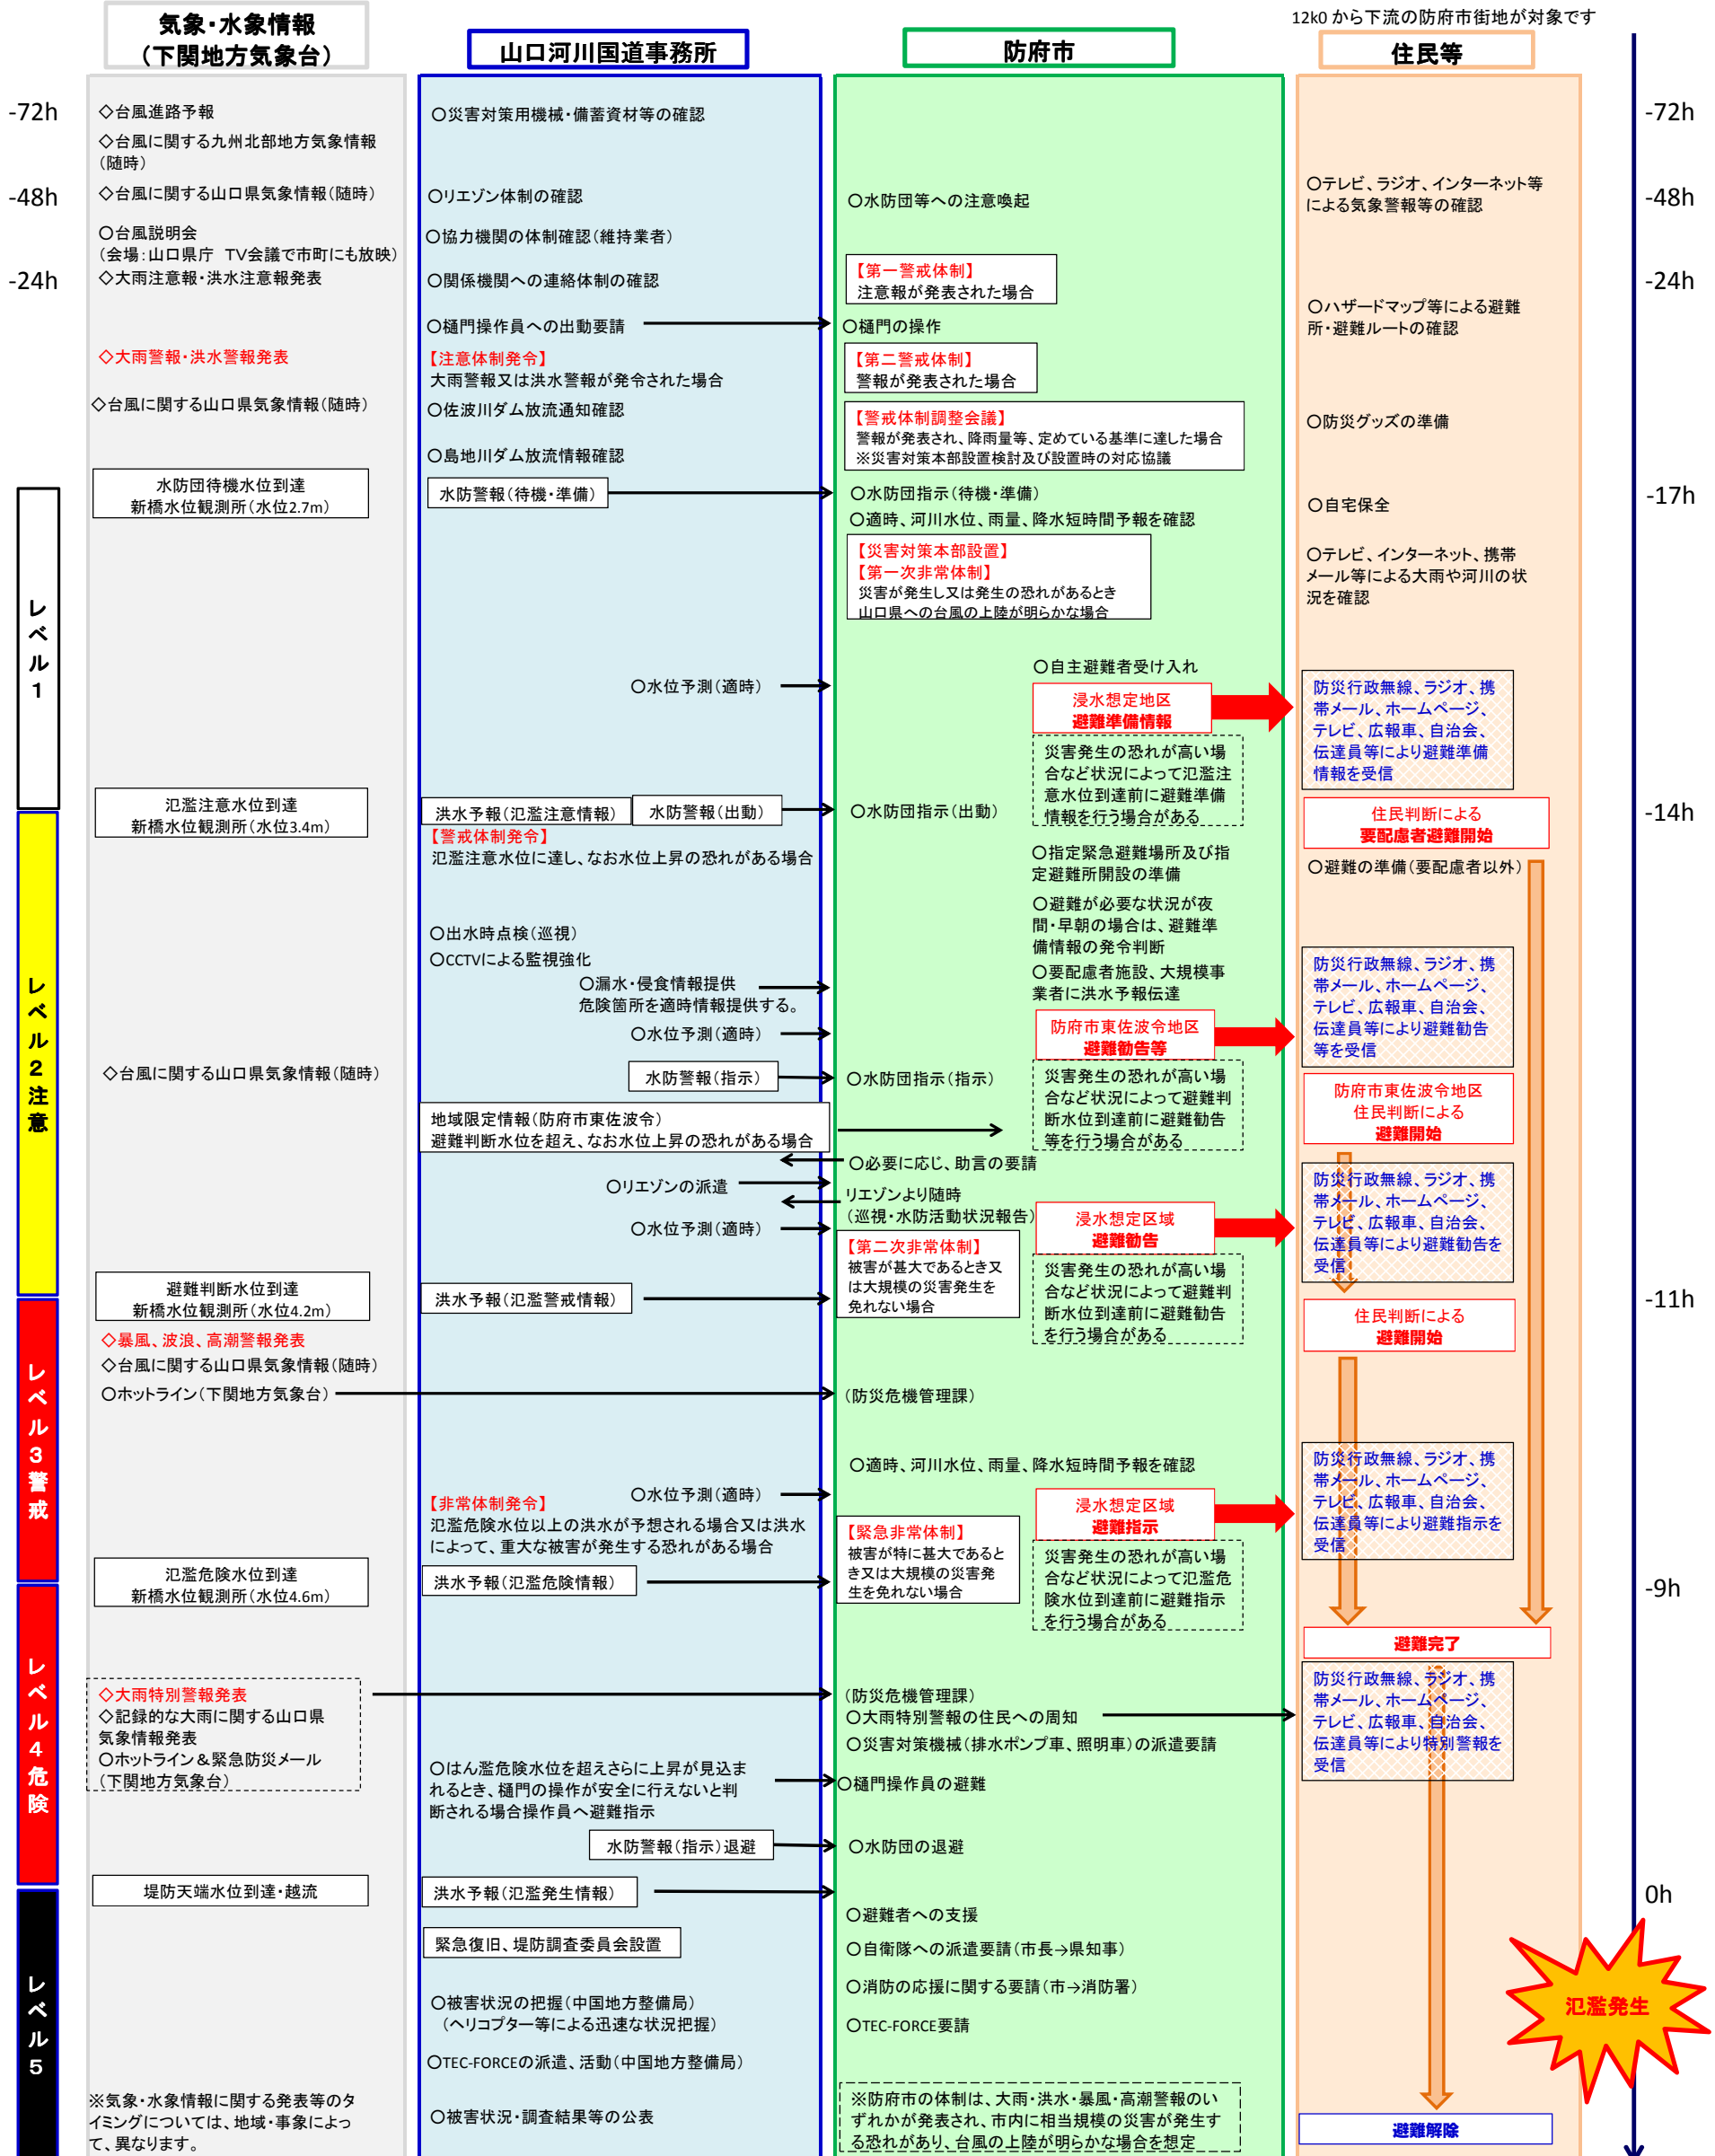 12k0 から下流の防府市街地が対象です
気象・水象情報
(下関地方気象台)
山口河川国道事務所
防府市
住民等
-72h
◇台風進路予報
◇台風に関する九州北部地方気象情報
(随時)
-48h
◇台風に関する山口県気象情報(随時)
○台風説明会
(会場:山口県庁 TV会議で市町にも放映)
-24h
◇大雨注意報・洪水注意報発表
◇大雨警報・洪水警報発表
◇台風に関する山口県気象情報(随時)
水防団待機水位到達
新橋水位観測所(水位2.7m)
レベル1
氾濫注意水位到達
新橋水位観測所(水位3.4m)
レベル2注意
◇台風に関する山口県気象情報(随時)
避難判断水位到達
新橋水位観測所(水位4.2m)
レベル3警戒
◇暴風、波浪、高潮警報発表
◇台風に関する山口県気象情報(随時)
○ホットライン(下関地方気象台)
氾濫危険水位到達
新橋水位観測所(水位4.6m)
レベル4危険
◇大雨特別警報発表
◇記録的な大雨に関する山口県
気象情報発表
○ホットライン&緊急防災メール
(下関地方気象台)
堤防天端水位到達・越流
レベル5
※気象・水象情報に関する発表等のタ
イミングについては、地域・事象によっ
て、異なります。
○災害対策用機械・備蓄資材等の確認
○リエゾン体制の確認
○協力機関の体制確認(維持業者)
○関係機関への連絡体制の確認
○樋門操作員への出動要請
【注意体制発令】
大雨警報又は洪水警報が発令された場合
○佐波川ダム放流通知確認
○島地川ダム放流情報確認
水防警報(待機・準備)
○水位予測(適時)
洪水予報(氾濫注意情報)
水防警報(出動)
【警戒体制発令】
氾濫注意水位に達し、なお水位上昇の恐れがある場合
○出水時点検(巡視)
○CCTVによる監視強化
○漏水・侵食情報提供
危険箇所を適時情報提供する。
○水位予測(適時)
水防警報(指示)
地域限定情報(防府市東佐波令)
避難判断水位を超え、なお水位上昇の恐れがある場合
○リエゾンの派遣
○水位予測(適時)
洪水予報(氾濫警戒情報)
○水位予測(適時)
【非常体制発令】
氾濫危険水位以上の洪水が予想される場合又は洪水
によって、重大な被害が発生する恐れがある場合
洪水予報(氾濫危険情報)
○はん濫危険水位を超えさらに上昇が見込ま
れるとき、樋門の操作が安全に行えないと判
断される場合操作員へ避難指示
水防警報(指示)退避
洪水予報(氾濫発生情報)
緊急復旧、堤防調査委員会設置
○被害状況の把握(中国地方整備局)
(ヘリコプター等による迅速な状況把握)
○TEC-FORCEの派遣、活動(中国地方整備局)
○被害状況・調査結果等の公表
○水防団等への注意喚起
【第一警戒体制】
注意報が発表された場合
○樋門の操作
【第二警戒体制】
警報が発表された場合
【警戒体制調整会議】
警報が発表され、降雨量等、定めている基準に達した場合
※災害対策本部設置検討及び設置時の対応協議
○水防団指示(待機・準備)
○適時、河川水位、雨量、降水短時間予報を確認
【災害対策本部設置】
【第一次非常体制】
災害が発生し又は発生の恐れがあるとき
山口県への台風の上陸が明らかな場合
○自主避難者受け入れ
浸水想定地区
避難準備情報
災害発生の恐れが高い場
合など状況によって氾濫注
意水位到達前に避難準備
情報を行う場合がある
○水防団指示(出動)
○指定緊急避難場所及び指
定避難所開設の準備
○避難が必要な状況が夜
間・早朝の場合は、避難準
備情報の発令判断
○要配慮者施設、大規模事
業者に洪水予報伝達
防府市東佐波令地区
避難勧告等
○水防団指示(指示)
災害発生の恐れが高い場
合など状況によって避難判
断水位到達前に避難勧告
等を行う場合がある
○必要に応じ、助言の要請
リエゾンより随時
(巡視・水防活動状況報告)
浸水想定区域
避難勧告
【第二次非常体制】
被害が甚大であるとき又
は大規模の災害発生を
免れない場合
災害発生の恐れが高い場
合など状況によって避難判
断水位到達前に避難勧告
を行う場合がある
(防災危機管理課)
○適時、河川水位、雨量、降水短時間予報を確認
浸水想定区域
避難指示
【緊急非常体制】
被害が特に甚大であると
き又は大規模の災害発
生を免れない場合
災害発生の恐れが高い場
合など状況によって氾濫危
険水位到達前に避難指示
を行う場合がある
(防災危機管理課)
○大雨特別警報の住民への周知
○災害対策機械(排水ポンプ車、照明車)の派遣要請
○樋門操作員の避難
○水防団の退避
○避難者への支援
○自衛隊への派遣要請(市長→県知事)
○消防の応援に関する要請(市→消防署)
○TEC-FORCE要請
※防府市の体制は、大雨・洪水・暴風・高潮警報のい
ずれかが発表され、市内に相当規模の災害が発生す
る恐れがあり、台風の上陸が明らかな場合を想定
○テレビ、ラジオ、インターネット等
による気象警報等の確認
○ハザードマップ等による避難
所・避難ルートの確認
○防災グッズの準備
○自宅保全
○テレビ、インターネット、携帯
メール等による大雨や河川の状
況を確認
防災行政無線、ラジオ、携
帯メール、ホームページ、
テレビ、広報車、自治会、
伝達員等により避難準備
情報を受信
住民判断による
要配慮者避難開始
○避難の準備(要配慮者以外)
防災行政無線、ラジオ、携
帯メール、ホームページ、
テレビ、広報車、自治会、
伝達員等により避難勧告
等を受信
防府市東佐波令地区
住民判断による
避難開始
防災行政無線、ラジオ、携
帯メール、ホームページ、
テレビ、広報車、自治会、
伝達員等により避難勧告を
受信
住民判断による
避難開始
防災行政無線、ラジオ、携
帯メール、ホームページ、
テレビ、広報車、自治会、
伝達員等により避難指示を
受信
避難完了
防災行政無線、ラジオ、携
帯メール、ホームページ、
テレビ、広報車、自治会、
伝達員等により特別警報を
受信
避難解除
-72h
-48h
-24h
-17h
-14h
-11h
-9h
0h
氾濫発生